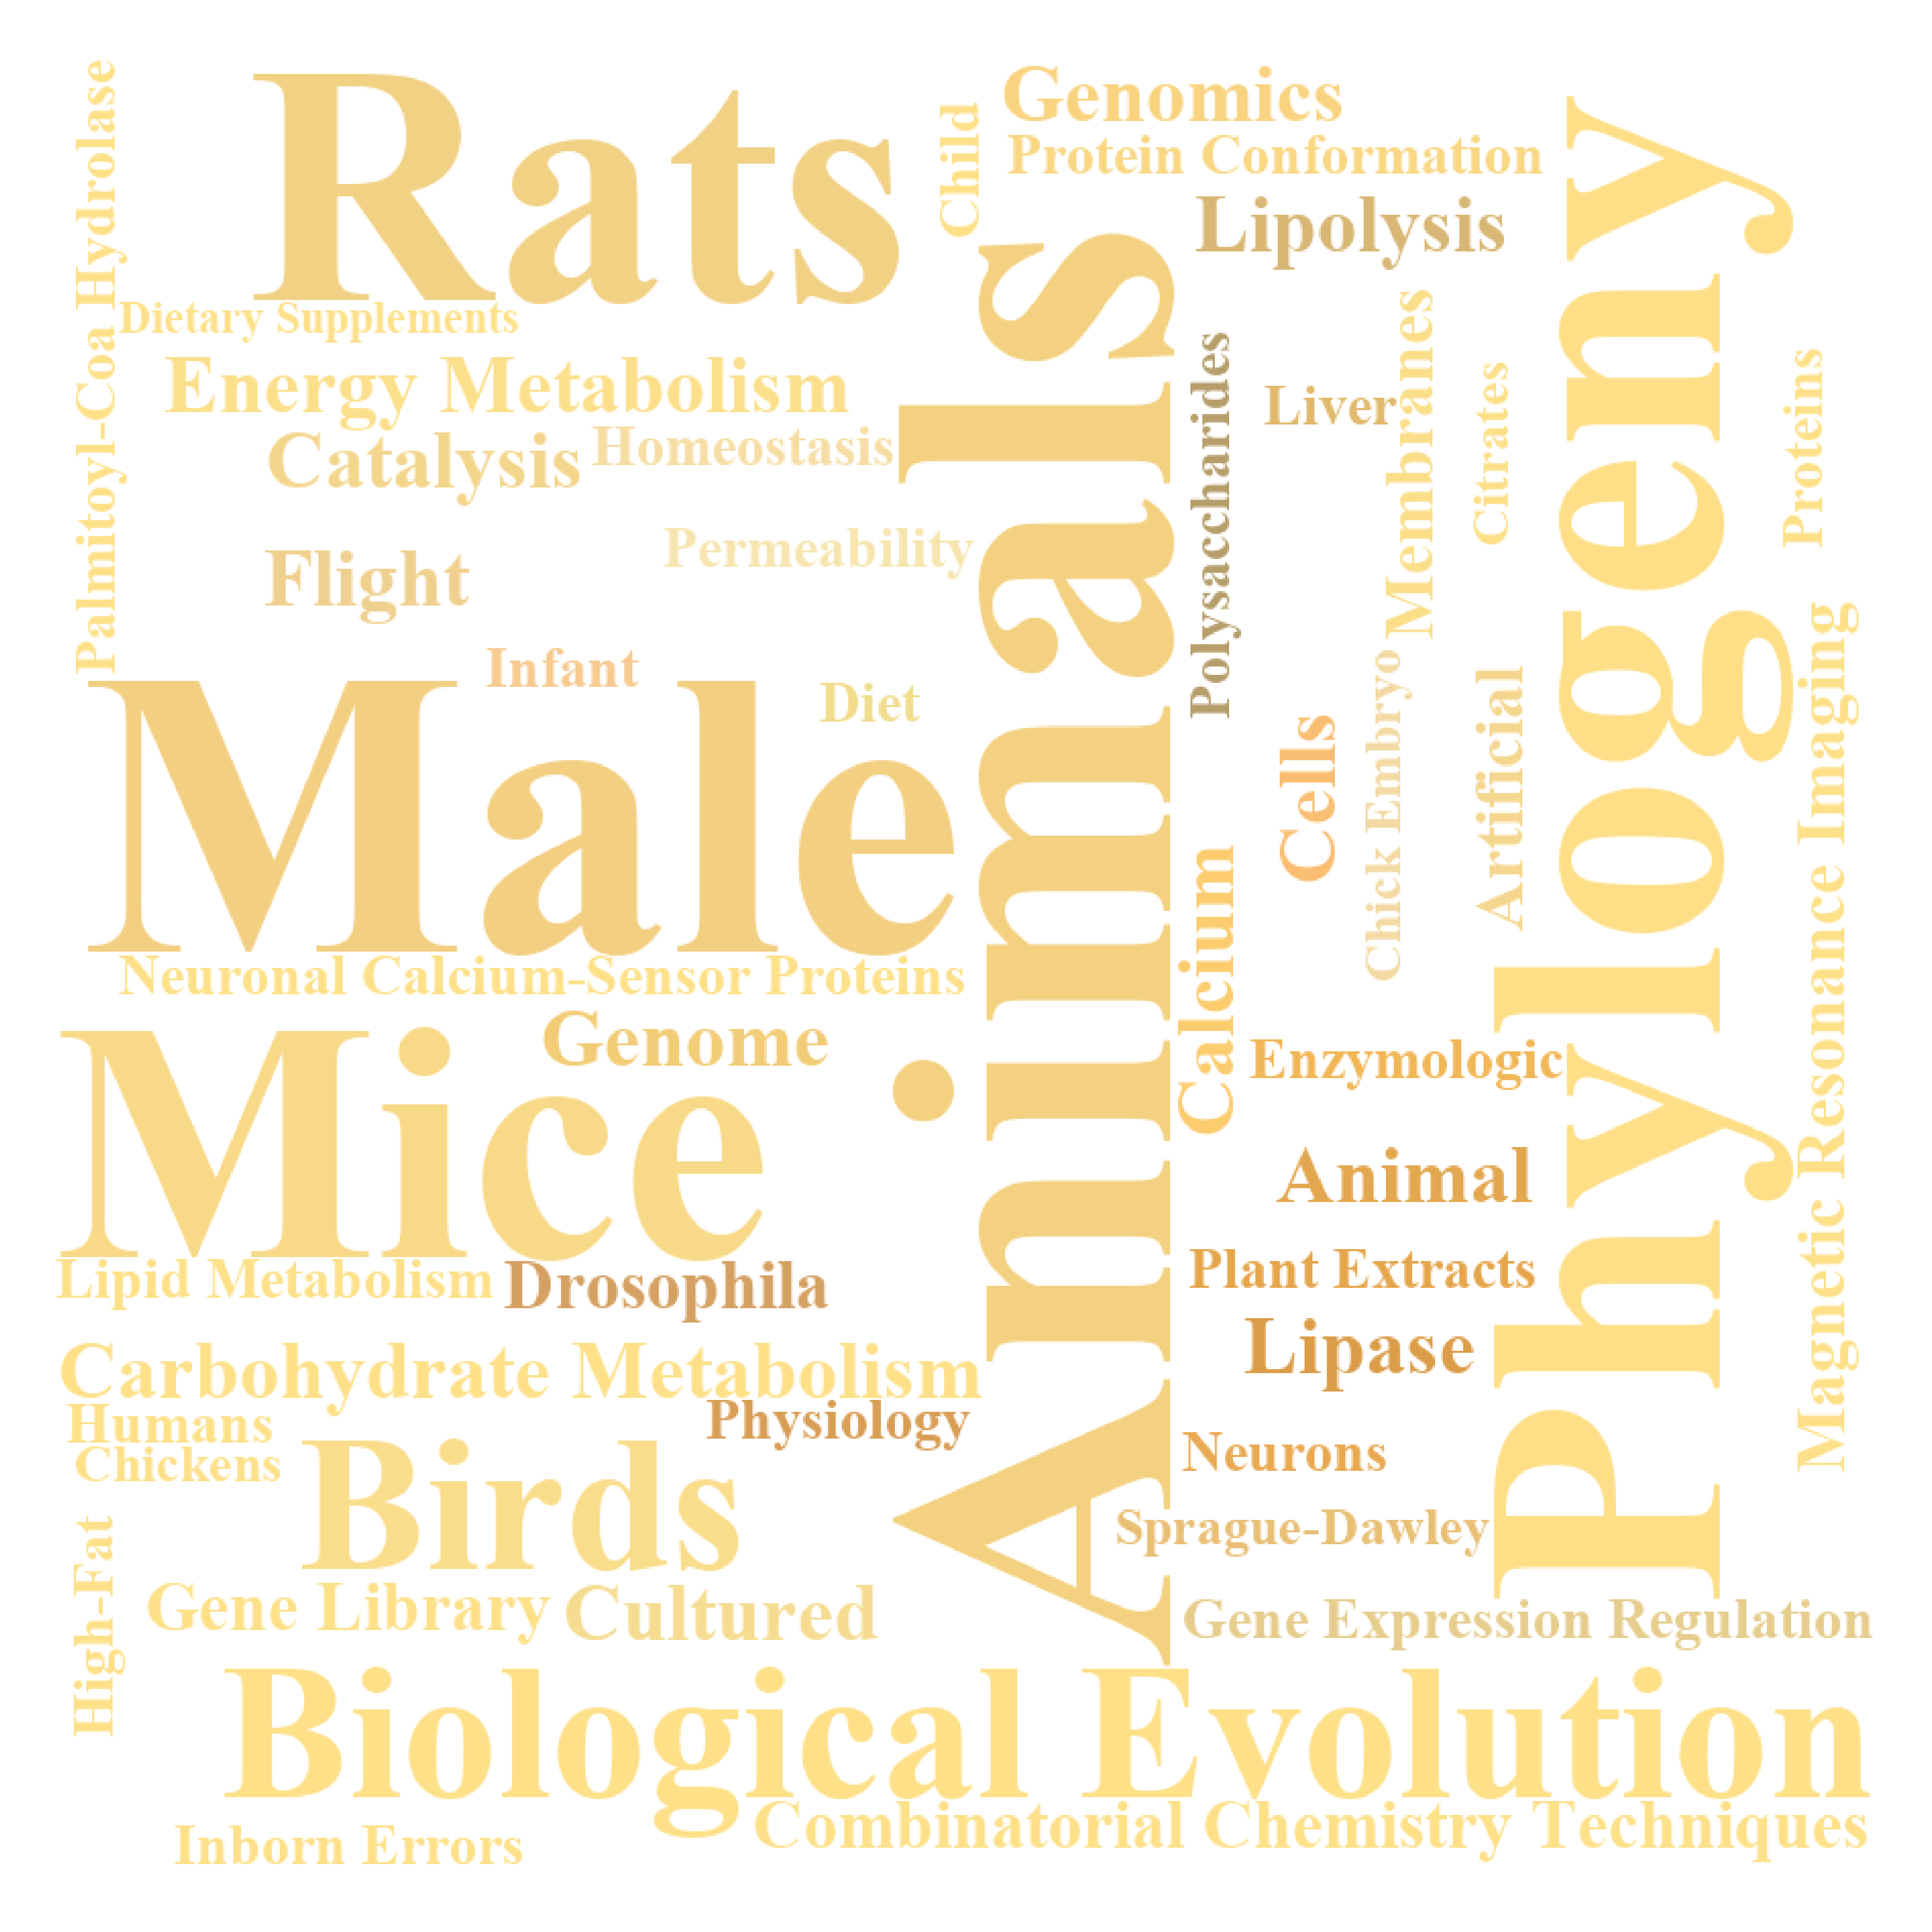 Rats
Child
Genomics
Protein Conformation
Lipolysis
Phylogeny
Palmitoyl-Coa Hydrolase
Dietary Supplements
Energy Metabolism
Catalysis
Homeostasis
Animals
Polysaccharides
Liver
Membranes
Citrates
Proteins
Flight
Permeability
Infant
Diet
Male
Cells
Chick Embryo
Artificial
Magnetic Resonance Imaging
Neuronal Calcium-Sensor Proteins
Calcium
Mice
Genome
Enzymologic
Animal
Lipid Metabolism
Drosophila
Plant Extracts
Lipase
Carbohydrate Metabolism
Humans
Physiology
Chickens
Birds
Neurons
Sprague-Dawley
High-Fat
Gene Library
Cultured
Gene Expression Regulation
Biological Evolution
Combinatorial Chemistry Techniques
Inborn Errors